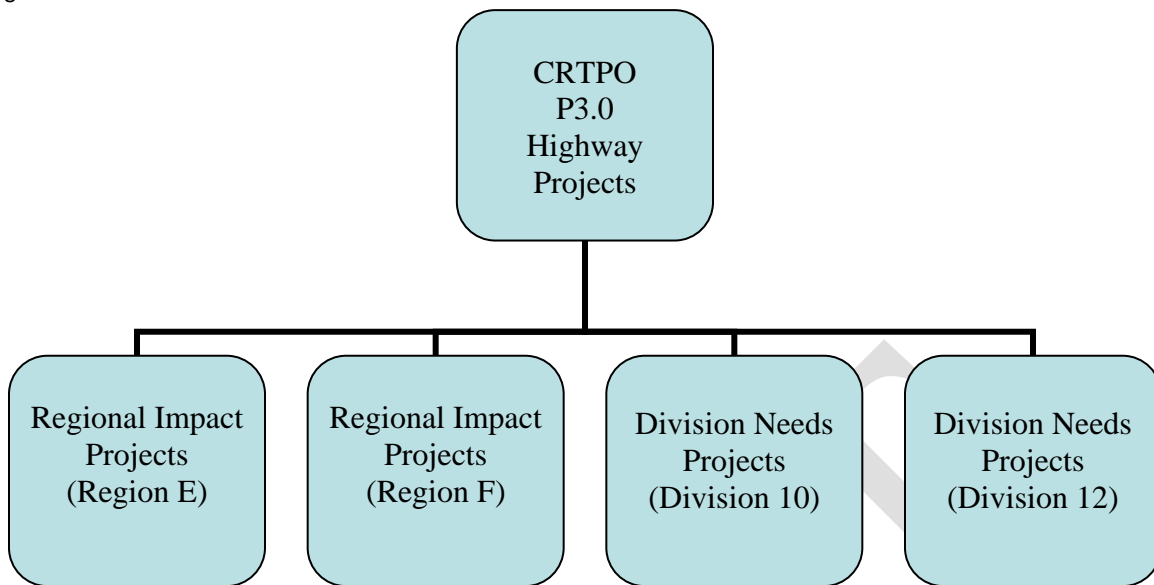 CRTPO
P3.0
Highway
Projects
Regional Impact
Projects
(Region E)
Regional Impact
Projects
(Region F)
Division Needs
Projects
(Division 10)
Division Needs
Projects
(Division 12)